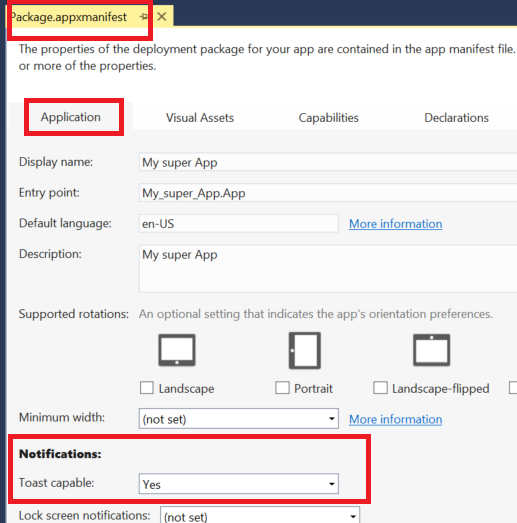 Package.appxmanifest
The properties of the deployment package for your app are contained in the app manifest file.
or more of the properties.
Application Visual Assets Capabilities Declarations
Display name: My super App
Entry point: My_super_App.App
Default language: en-US More information
Description: My super App
Supported rotations: An optional setting that indicates the app's orientation preferences.
Landscape Portrait Landscape-flipped
Minimum width: (not set) More information
Notifications:
Toast capable: Yes
Lock screen notifications: (not set)